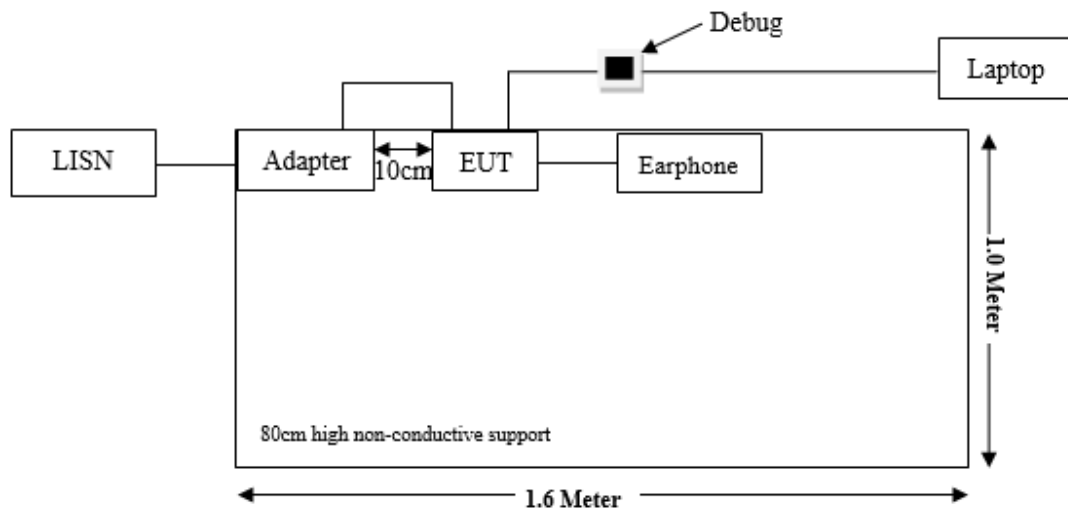 Debug
Laptop
LISN
Adapter
10cm
EUT
Earphone
1.0 Meter
80cm high non-conductive support
1.6 Meter